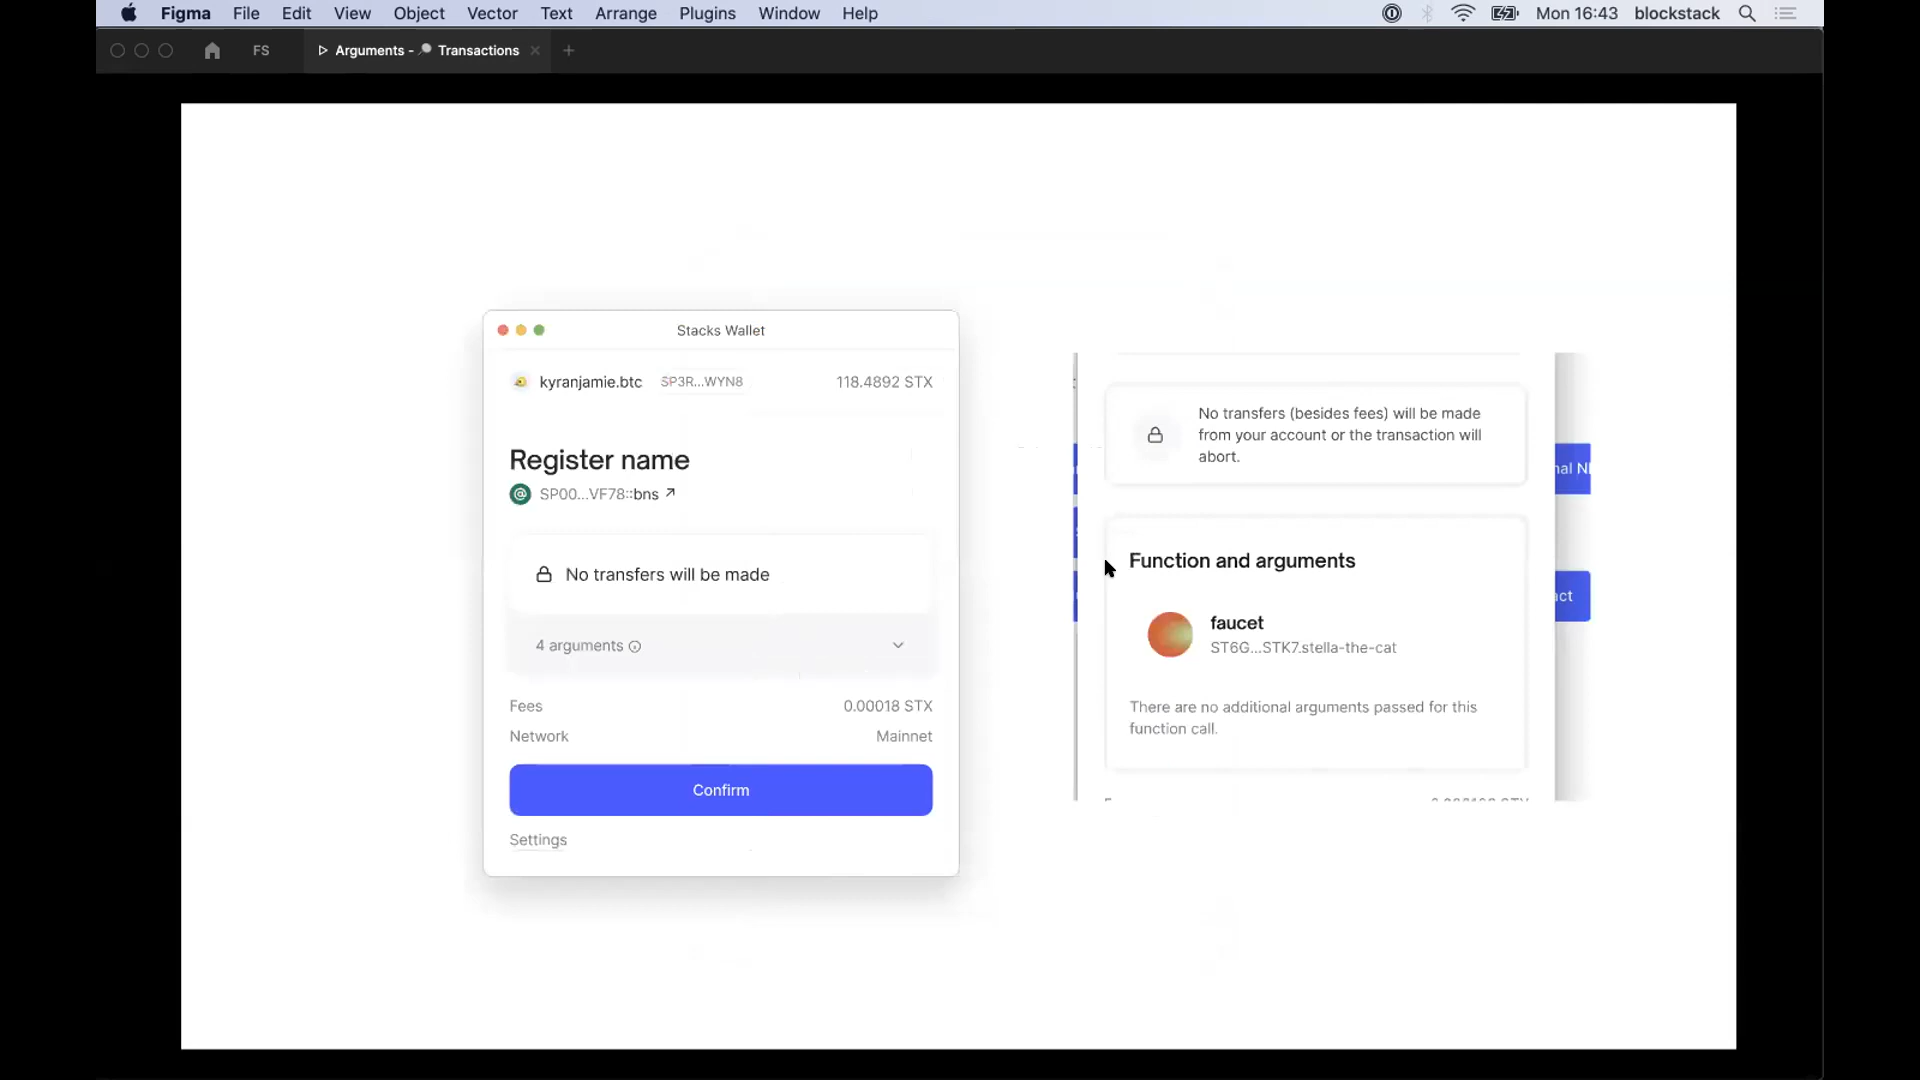 Figma File Edit View Object Vector Text Arrange Plugins Window Help Mon 16:43 blockstack
FS Arguments - Transactions
Stacks Wallet
kyranjamie.btc SP3R...WYN8 118.4892 STX
Register name
SP00...VF78::bns ↗
No transfers will be made
4 arguments
Fees 0.00018 STX
Network Mainnet
Confirm
Settings
No transfers (besides fees) will be made
from your account or the transaction will
abort.
Function and arguments
faucet
ST6G...STK7.stella-the-cat
There are no additional arguments passed for this
function call.